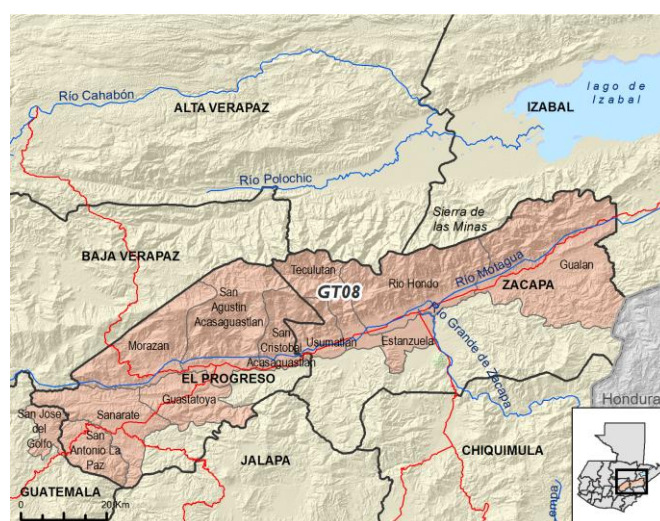 Río Cahabón
ALTA VERAPAZ
IZABAL
lago de
Izabal
Río Polochic
Sierra de
las Minas
BAJA VERAPAZ
Teculutan
GT08
Rio Hondo
Río Motagua
Gualan
ZACAPA
San
Agustin
Acasaguastlan
Morazan
San
Cristobal
Acasaguastlan
Usumatlan
Estanzuela
Río Grande de Zacapa
EL PROGRESO
Guastatoya
San Jose
del
Golfo
Sanarate
San
Antonio La
Paz
Hondura
JALAPA
CHIQUIMULA
GUATEMALA
0
20 Km